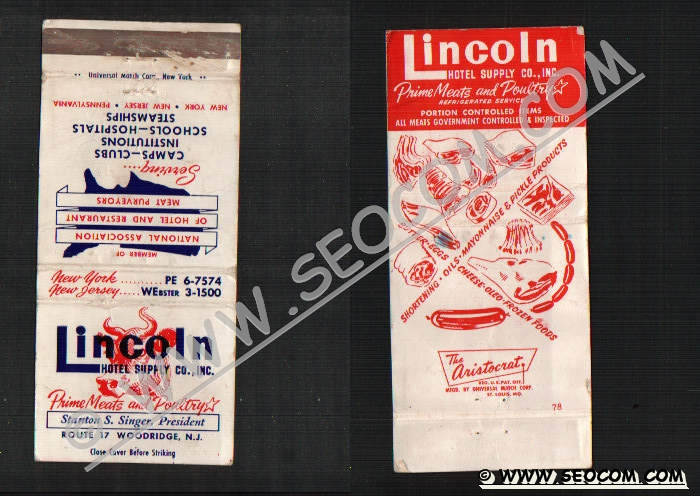 Universal Match Corp., New York
NEW YORK • NEW JERSEY • PENNSYLVANIA
STEAMSHIPS
SCHOOLS-HOSPITALS
INSTITUTIONS
CAMPS-CLUBS
Serving....
MEAT PURVEYORS
OF HOTEL AND RESTAURANT
NATIONAL ASSOCIATION
MEMBER OF
New York .......... PE 6-7574
New Jersey..... WEBSTER 3-1500
Lincoln
HOTEL SUPPLY CO., INC.
Prime Meats and Poultry
Stanton S. Singer, President
ROUTE 17 WOODRIDGE, N.J.
Close Cover Before Striking
Lincoln
HOTEL SUPPLY CO., INC.
Prime Meats and Poultry
REFRIGERATED SERVICE
PORTION CONTROLLED ITEMS
ALL MEATS GOVERNMENT CONTROLLED & INSPECTED
EGGS
SHORTENING • OILS • MAYONNAISE & PICKLE PRODUCTS
CHEESE • OLEO • FROZEN FOODS
The Aristocrat
REG. U.S. PAT. OFF.
MFGD. BY UNIVERSAL MATCH CORP.
ST. LOUIS, MO.
78
© WWW.SEOCOM.COM
© WWW.SEOCOM.COM
© WWW.SEOCOM.COM